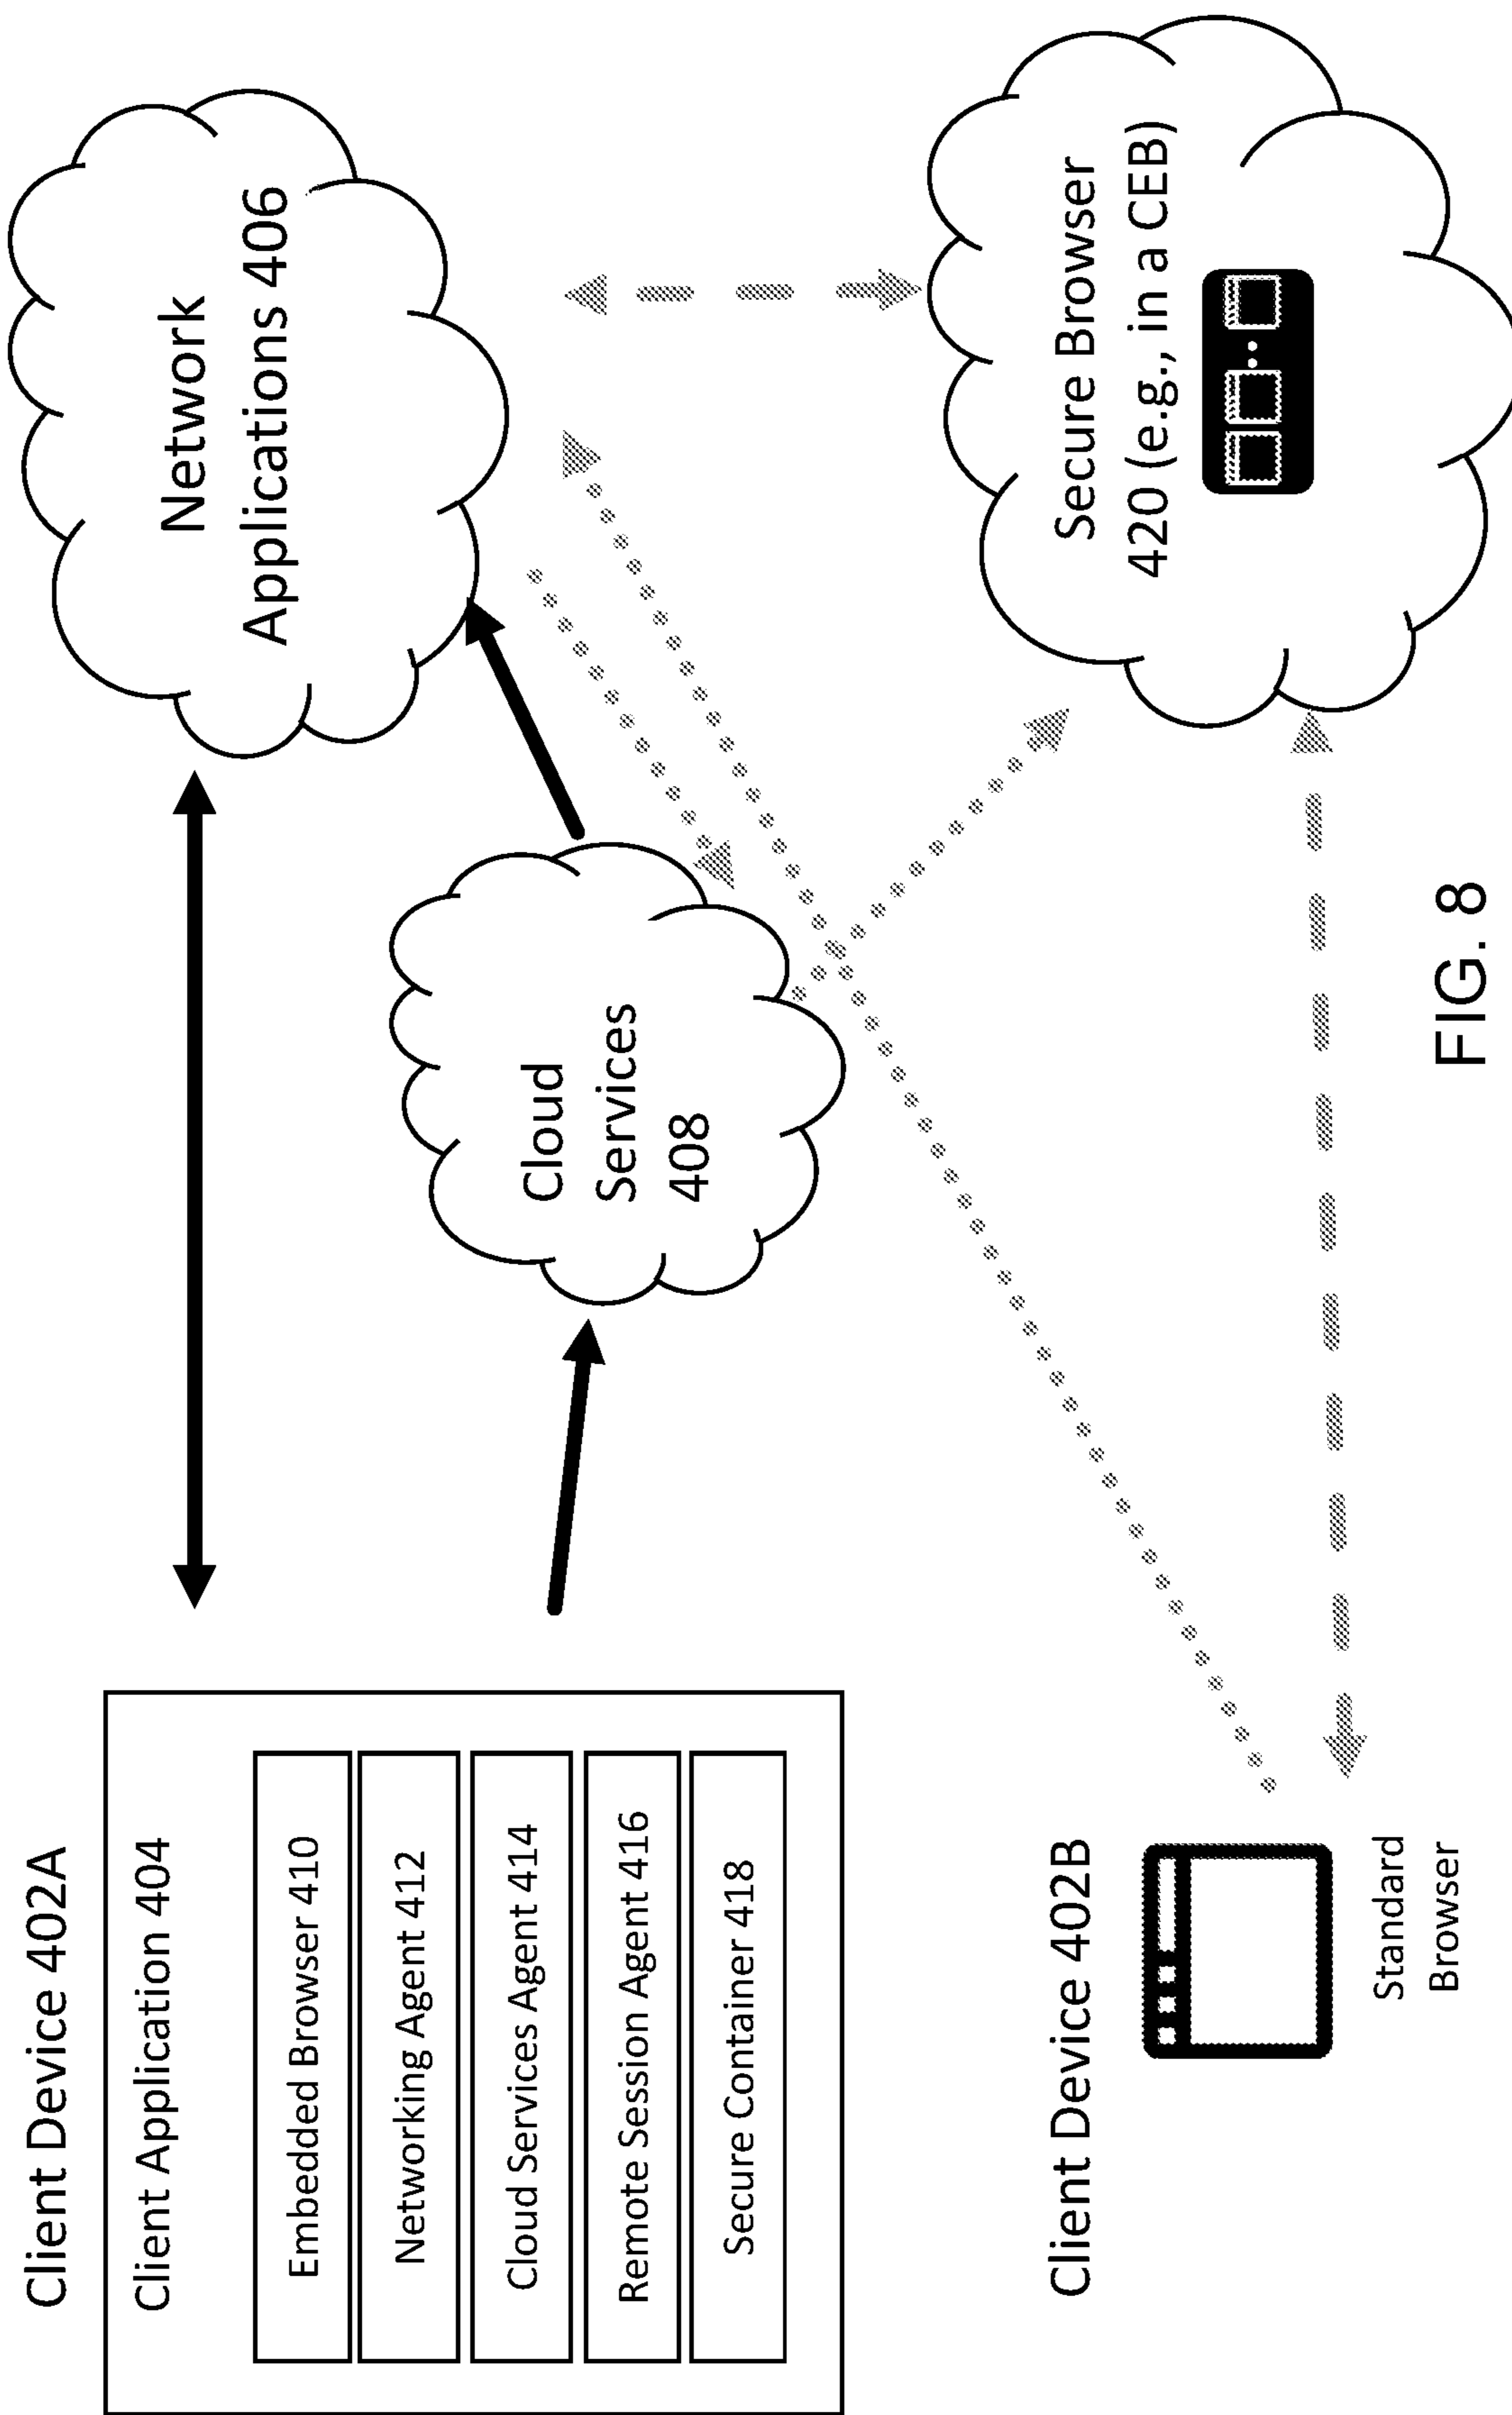 Client Device 402A
Client Application 404
Embedded Browser 410
Networking Agent 412
Cloud Services Agent 414
Remote Session Agent 416
Secure Container 418
Network
Applications 406
Cloud
Services
408
Client Device 402B
Standard
Browser
Secure Browser
420 (e.g., in a CEB)
FIG. 8